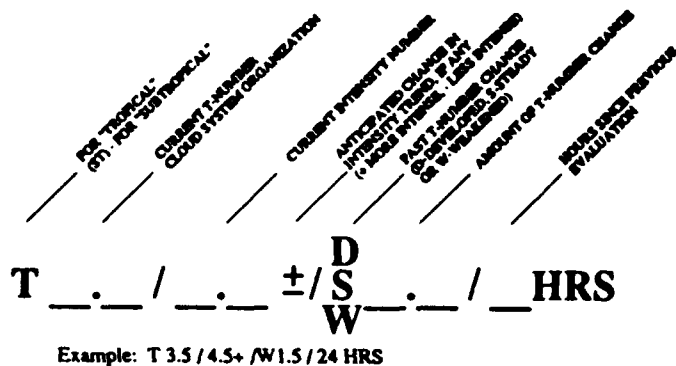 FOR "TROPICAL"
(ST) - FOR "SUBTROPICAL"
CURRENT T-NUMBER
CLOUD SYSTEM ORGANIZATION
CURRENT INTENSITY NUMBER
ANTICIPATED CHANGE IN
INTENSITY TREND, IF ANY
(+ MORE INTENSE, - LESS INTENSE)
PAST T-NUMBER CHANGE
(D-DEVELOPED, S-STEADY
OR W-WEAKENED)
AMOUNT OF T-NUMBER CHANGE
HOURS SINCE PREVIOUS
EVALUATION
T __.__ / __.__ ±/ D S W __.__ / __HRS
Example: T 3.5 / 4.5+ /W1.5 / 24 HRS